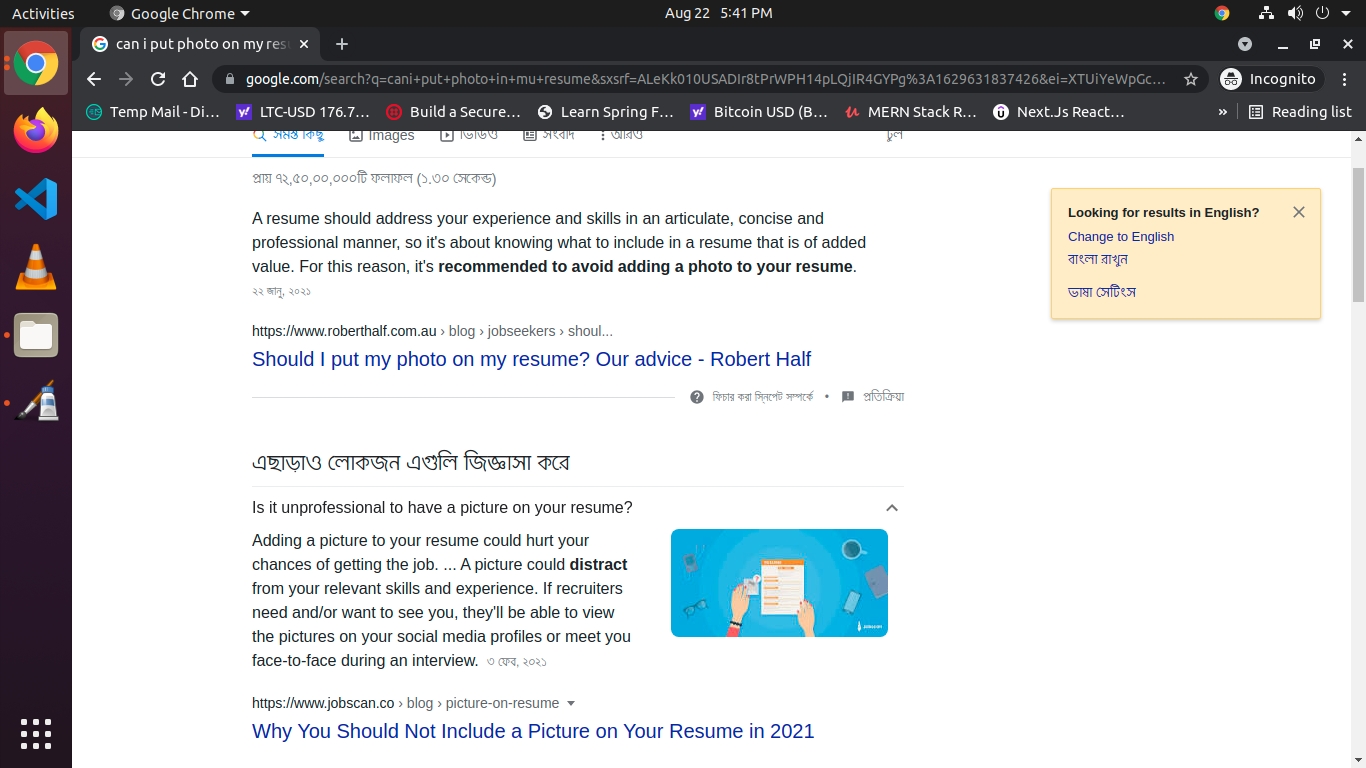 Activities
Google Chrome
Aug 22 5:41 PM
can i put photo on my res
google.com/search?q=cani+put+photo+in+mu+resume&sxsrf=ALeKk010USADIr8tPrWPH14pLQjIR4GYPg%3A1629631837426&ei=XTUiYeWpGc...
Incognito
Temp Mail - Di...
LTC-USD 176.7...
Build a Secure...
Learn Spring F...
Bitcoin USD (B...
MERN Stack R...
Next.Js React...
»
Reading list
সমস্ত কিছু
Images
ভিডিও
সংবাদ
আরও
টুল
প্রায় ৭২,৫০,০০,০০০টি ফলাফল (১.৩০ সেকেন্ড)
A resume should address your experience and skills in an articulate, concise and
professional manner, so it's about knowing what to include in a resume that is of added
value. For this reason, it's recommended to avoid adding a photo to your resume.
২২ জানু, ২০২১
https://www.roberthalf.com.au › blog › jobseekers › shoul...
Should I put my photo on my resume? Our advice - Robert Half
ফিচার করা স্নিপেট সম্পর্কে • প্রতিক্রিয়া
Looking for results in English?
Change to English
বাংলা রাখুন
ভাষা সেটিংস
এছাড়াও লোকজন এগুলি জিজ্ঞাসা করে
Is it unprofessional to have a picture on your resume?
Adding a picture to your resume could hurt your
chances of getting the job. ... A picture could distract
from your relevant skills and experience. If recruiters
need and/or want to see you, they'll be able to view
the pictures on your social media profiles or meet you
face-to-face during an interview. ৩ ফেব, ২০২১
https://www.jobscan.co › blog › picture-on-resume
Why You Should Not Include a Picture on Your Resume in 2021